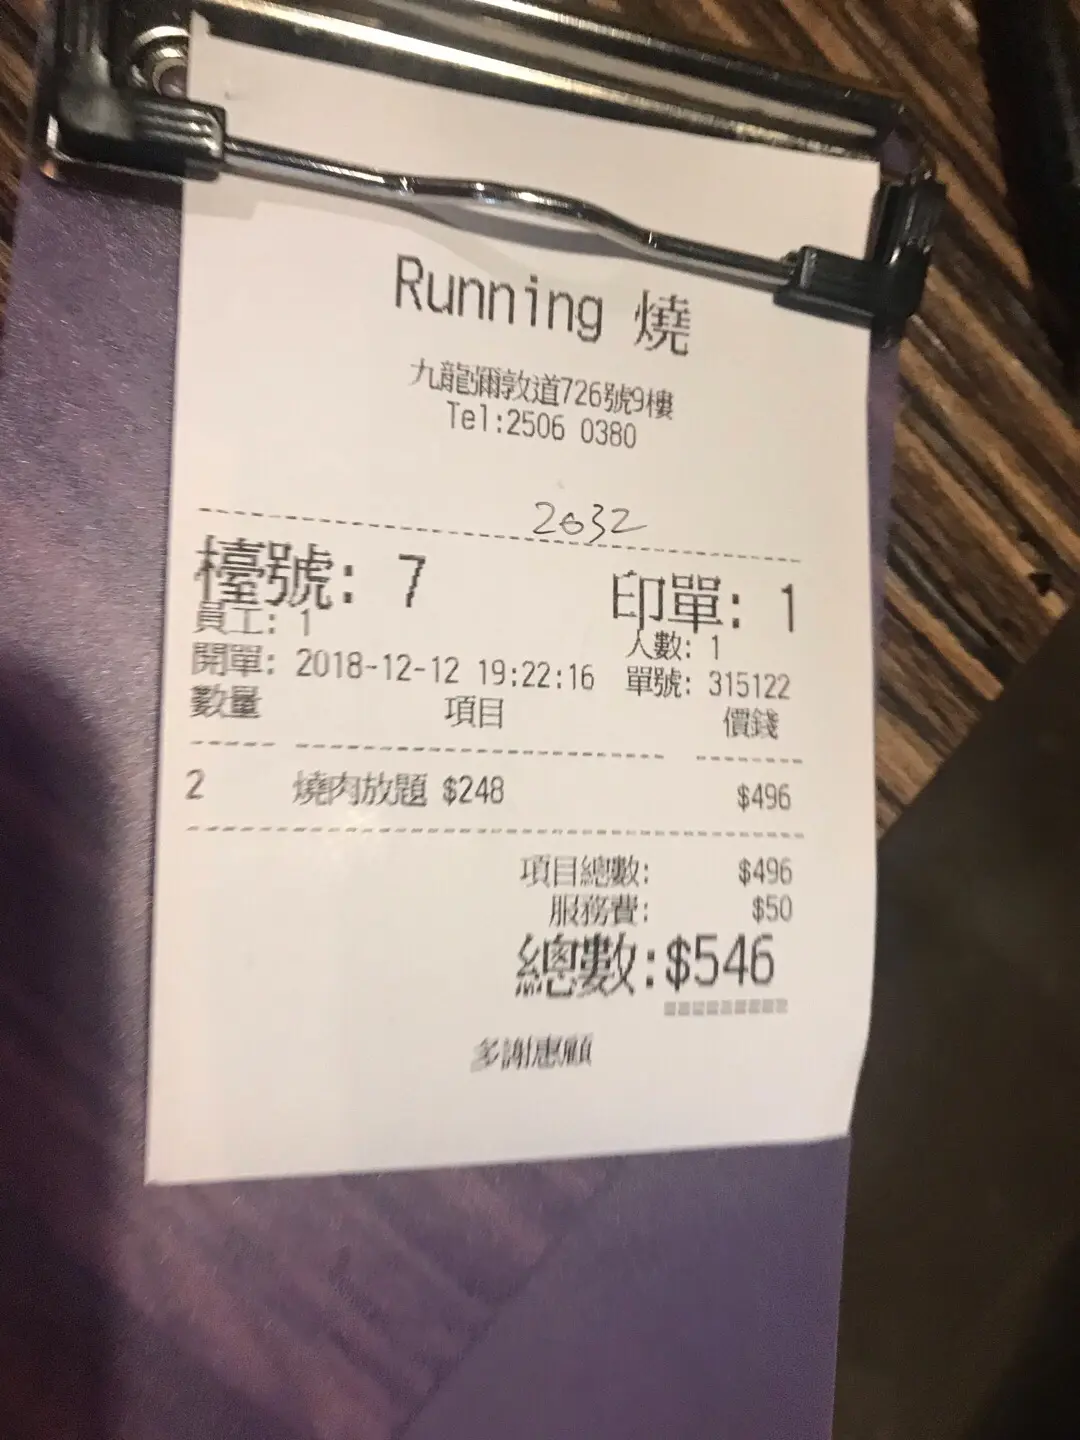 Running 燒
九龍彌敦道726號9樓
Tel:2506 0380
2032
檯號: 7 印單: 1
員工: 1 人數: 1
開單: 2018-12-12 19:22:16 單號: 315122
數量 項目 價錢
2 燒肉放題 $248 $496
項目總數: $496
服務費: $50
總數:$546
多謝惠顧